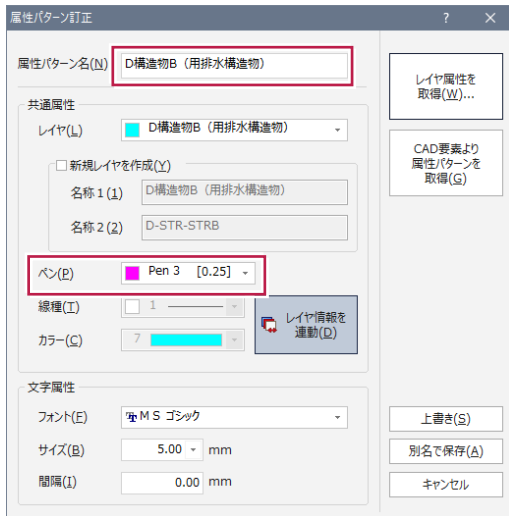 属性パターン訂正
属性パターン名(N) D構造物B（用排水構造物）
共通属性
レイヤ(L) D構造物B（用排水構造物）
新規レイヤを作成(Y)
名称1(1) D構造物B（用排水構造物）
名称2(2) D-STR-STRB
ペン(P) Pen 3 [0.25]
線種(T) 1
カラー(C) 7
レイヤ情報を
連動(D)
文字属性
フォント(F) ＭＳ ゴシック
サイズ(B) 5.00 mm
間隔(I) 0.00 mm
レイヤ属性を
取得(W)...
CAD要素より
属性パターンを
取得(G)
上書き(S)
別名で保存(A)
キャンセル